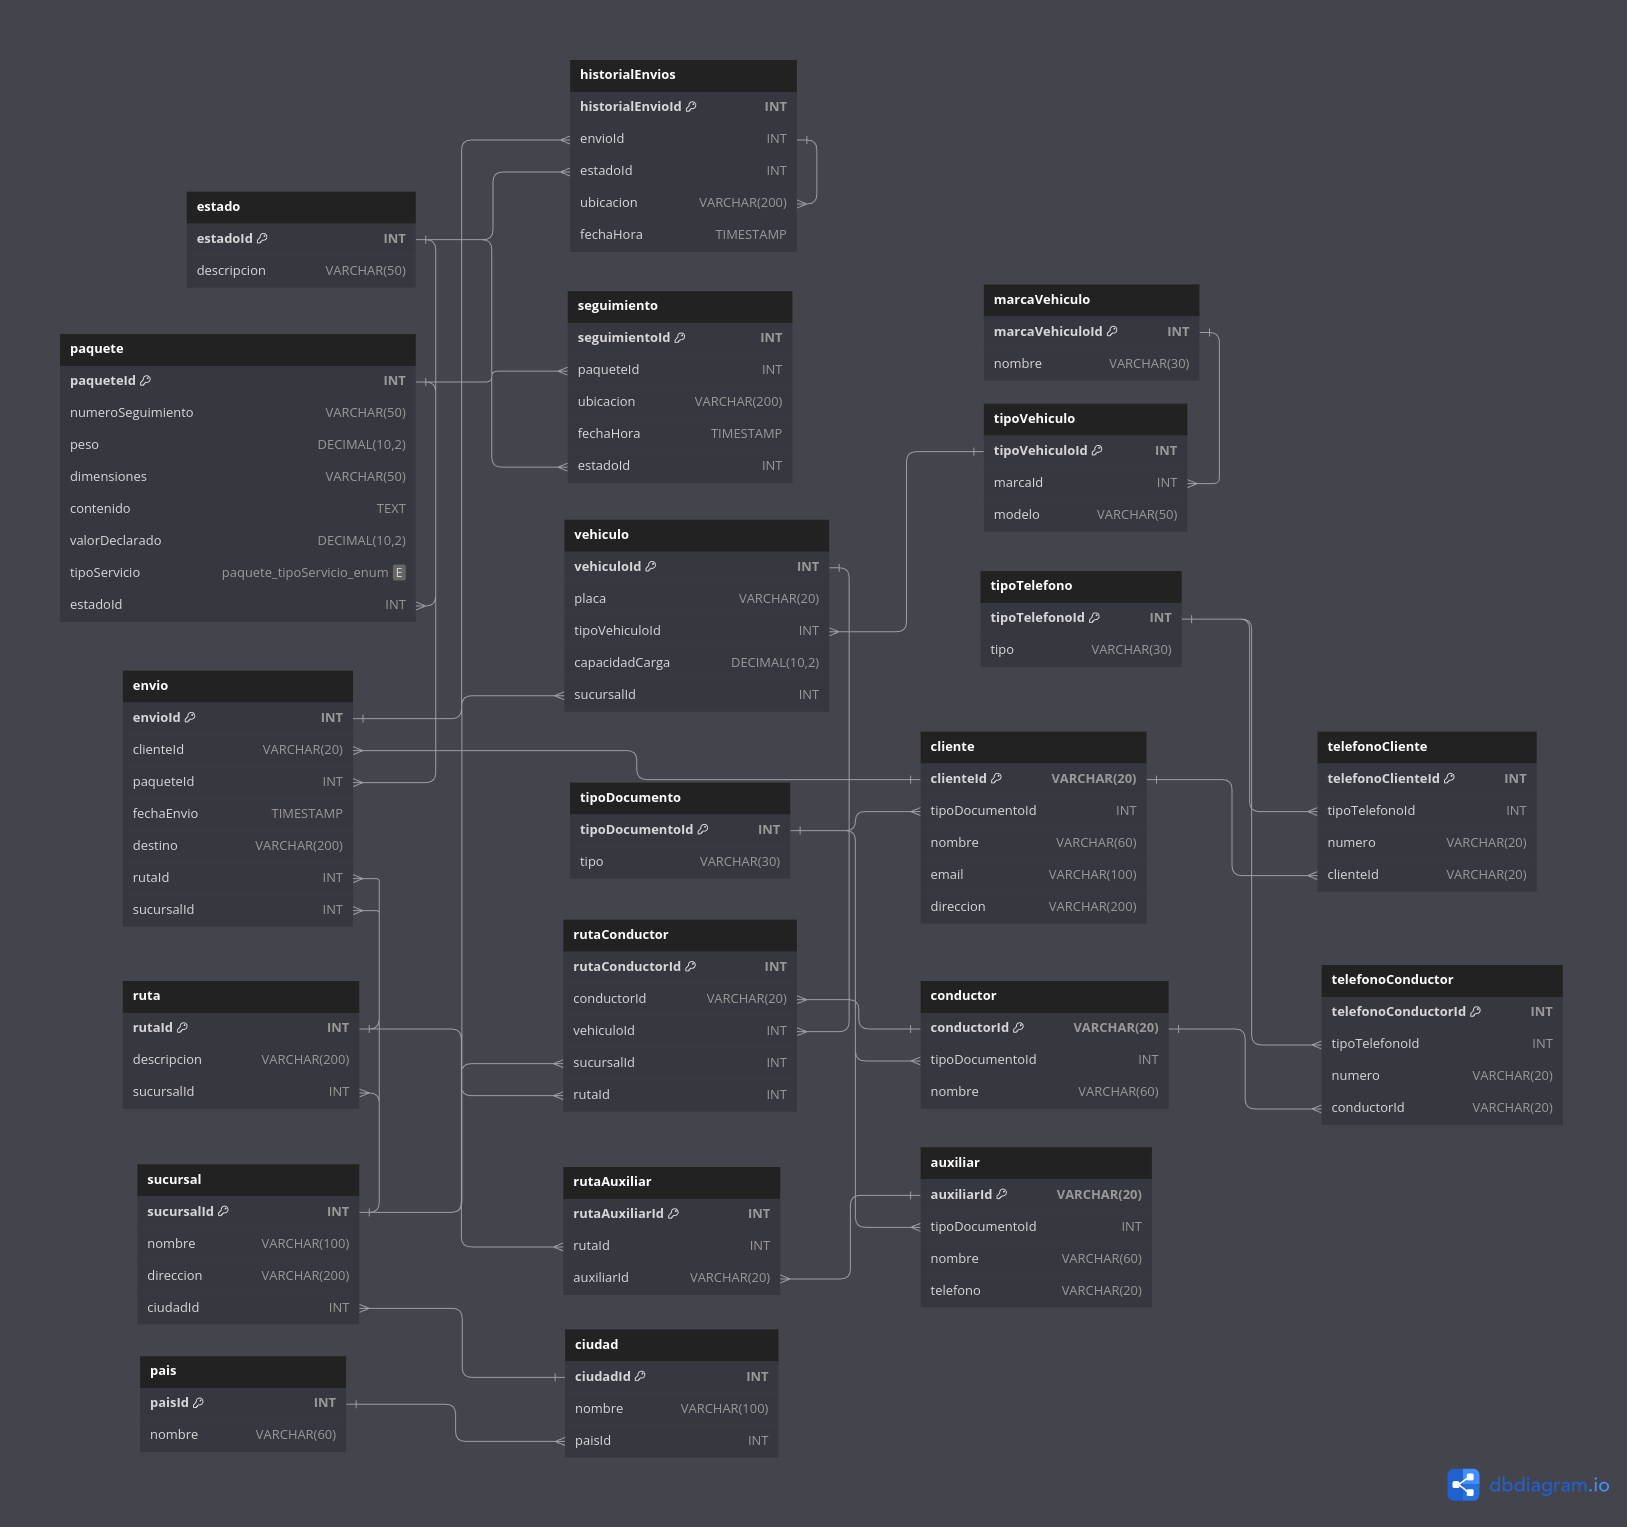 historialEnvios
historialEnvioId INT
envioId INT
estadoId INT
ubicacion VARCHAR(200)
fechaHora TIMESTAMP
estado
estadoId INT
descripcion VARCHAR(50)
seguimiento
seguimientoId INT
paqueteId INT
ubicacion VARCHAR(200)
fechaHora TIMESTAMP
estadoId INT
marcaVehiculo
marcaVehiculoId INT
nombre VARCHAR(30)
paquete
paqueteId INT
numeroSeguimiento VARCHAR(50)
peso DECIMAL(10,2)
dimensiones VARCHAR(50)
contenido TEXT
valorDeclarado DECIMAL(10,2)
tipoServicio paquete_tipoServicio_enum E
estadoId INT
tipoVehiculo
tipoVehiculoId INT
marcaId INT
modelo VARCHAR(50)
vehiculo
vehiculoId INT
placa VARCHAR(20)
tipoVehiculoId INT
capacidadCarga DECIMAL(10,2)
sucursalId INT
tipoTelefono
tipoTelefonoId INT
tipo VARCHAR(30)
envio
envioId INT
clienteId VARCHAR(20)
paqueteId INT
fechaEnvio TIMESTAMP
destino VARCHAR(200)
rutaId INT
sucursalId INT
tipoDocumento
tipoDocumentoId INT
tipo VARCHAR(30)
cliente
clienteId VARCHAR(20)
tipoDocumentoId INT
nombre VARCHAR(60)
email VARCHAR(100)
direccion VARCHAR(200)
telefonoCliente
telefonoClienteId INT
tipoTelefonoId INT
numero VARCHAR(20)
clienteId VARCHAR(20)
rutaConductor
rutaConductorId INT
conductorId VARCHAR(20)
vehiculoId INT
sucursalId INT
rutaId INT
ruta
rutaId INT
descripcion VARCHAR(200)
sucursalId INT
conductor
conductorId VARCHAR(20)
tipoDocumentoId INT
nombre VARCHAR(60)
telefonoConductor
telefonoConductorId INT
tipoTelefonoId INT
numero VARCHAR(20)
conductorId VARCHAR(20)
sucursal
sucursalId INT
nombre VARCHAR(100)
direccion VARCHAR(200)
ciudadId INT
rutaAuxiliar
rutaAuxiliarId INT
rutaId INT
auxiliarId VARCHAR(20)
auxiliar
auxiliarId VARCHAR(20)
tipoDocumentoId INT
nombre VARCHAR(60)
telefono VARCHAR(20)
pais
paisId INT
nombre VARCHAR(60)
ciudad
ciudadId INT
nombre VARCHAR(100)
paisId INT
dbdiagram.io